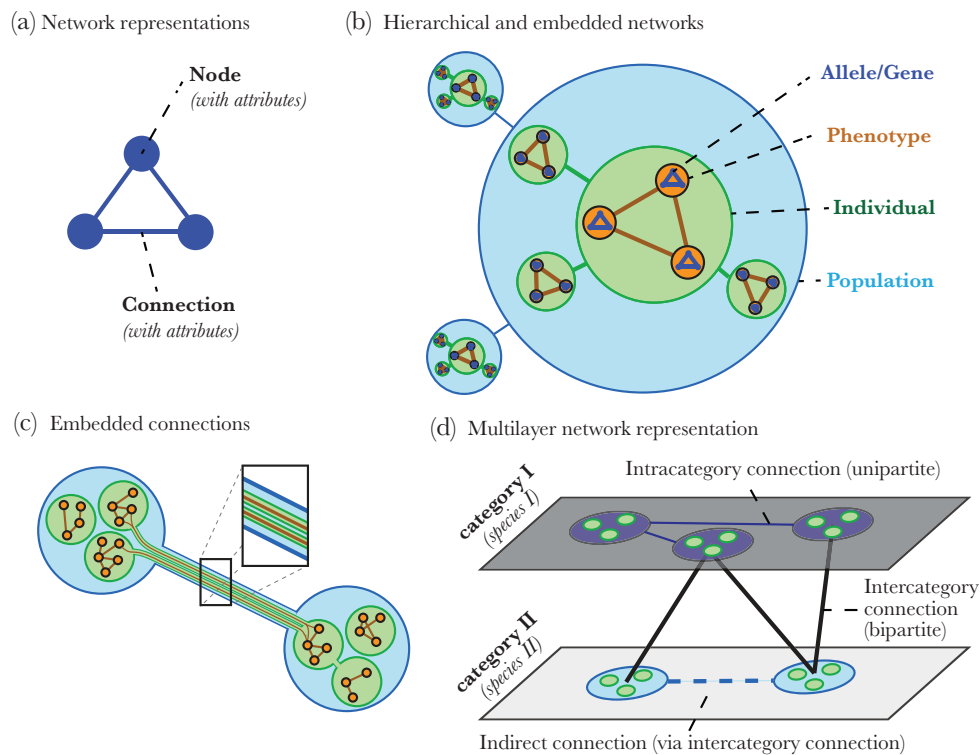 (a) Network representations
Node
(with attributes)
Connection
(with attributes)
(b) Hierarchical and embedded networks
Allele/Gene
Phenotype
Individual
Population
(c) Embedded connections
(d) Multilayer network representation
Intracategory connection (unipartite)
category I
(species I)
Intercategory
connection
(bipartite)
category II
(species II)
Indirect connection (via intercategory connection)